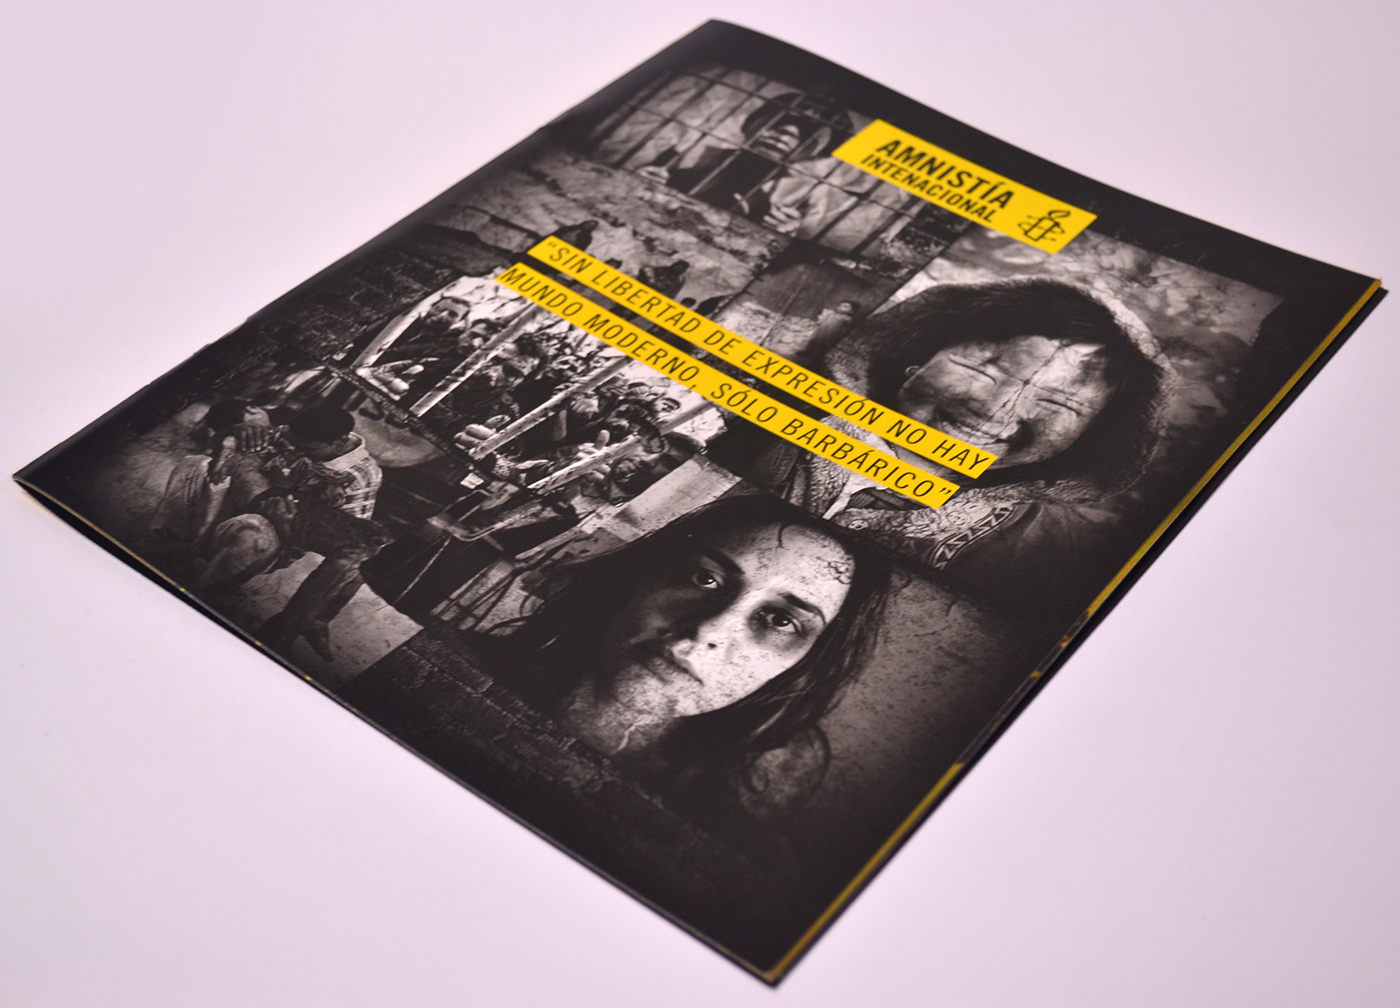 AMNISTÍA
INTENACIONAL
“SIN LIBERTAD DE EXPRESIÓN NO HAY
MUNDO MODERNO, SÓLO BARBÁRICO”